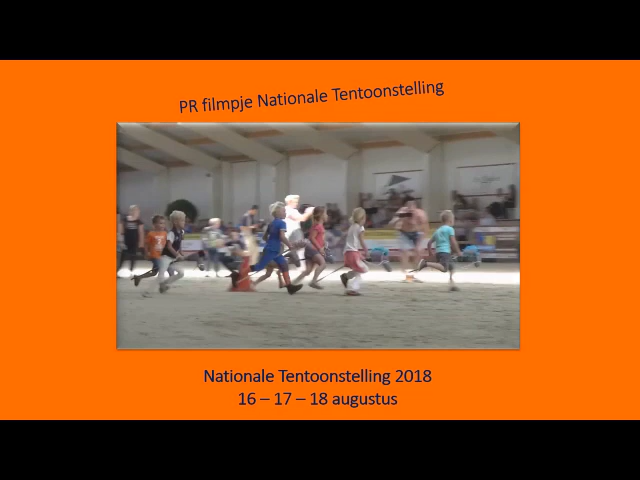 PR filmpje Nationale Tentoonstelling
Nationale Tentoonstelling 2018
16 – 17 – 18 augustus